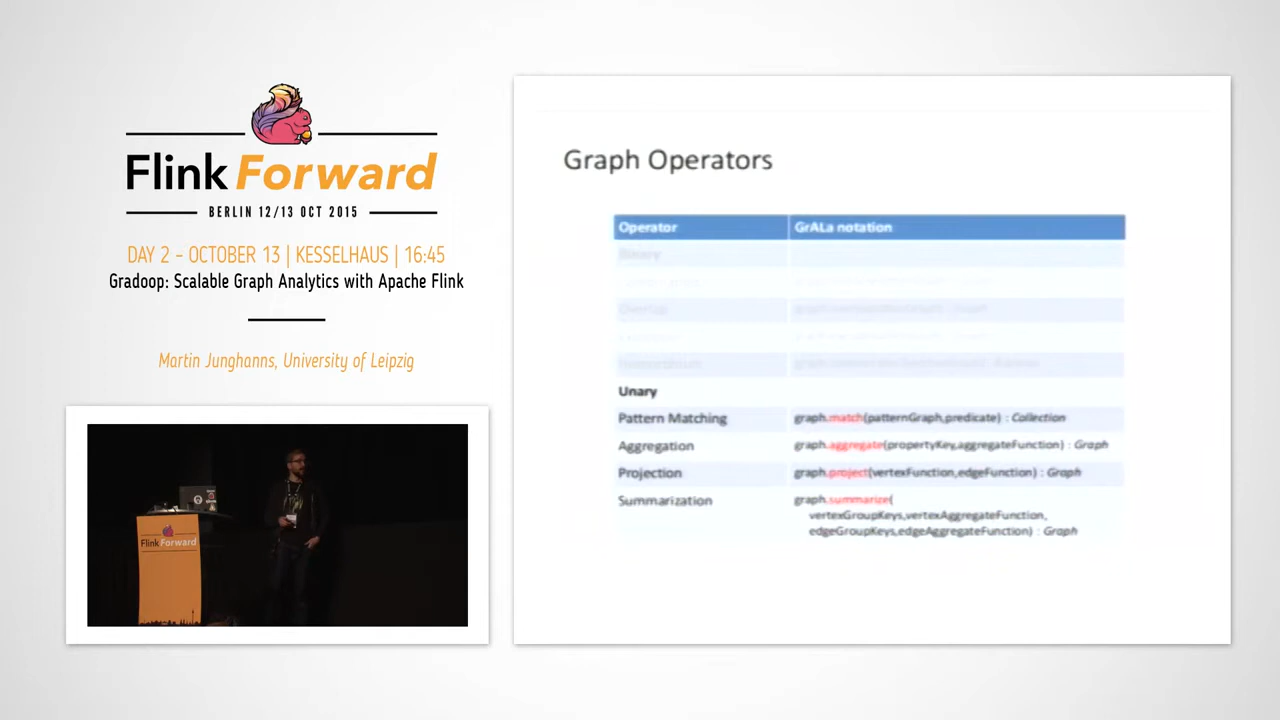 Flink Forward
BERLIN 12/13 OCT 2015
DAY 2 - OCTOBER 13 | KESSELHAUS | 16:45
Gradoop: Scalable Graph Analytics with Apache Flink
Martin Junghanns, University of Leipzig
Flink Forward
Graph Operators
Operator GrALa notation
Binary
Overlap
Unary
Pattern Matching graph.match(patternGraph,predicate) : Collection
Aggregation graph.aggregate(propertyKey,aggregateFunction) : Graph
Projection graph.project(vertexFunction,edgeFunction) : Graph
Summarization graph.summarize(
vertexGroupKeys,vertexAggregateFunction,
edgeGroupKeys,edgeAggregateFunction) : Graph